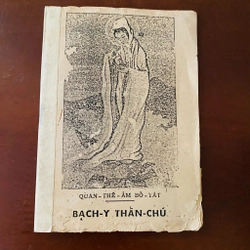 QUAN-THẾ-ÂM BỒ-TÁT
BẠCH-Y THẦN-CHÚ